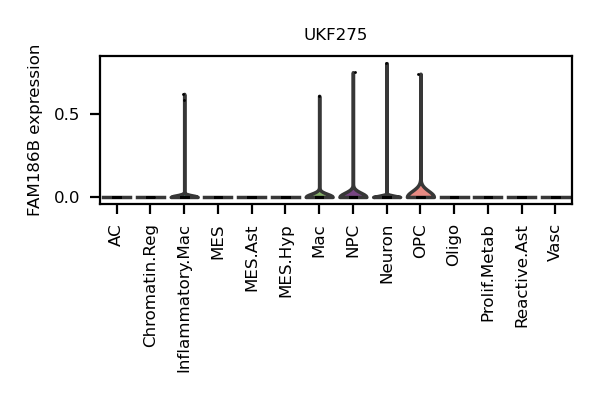 UKF275
FAM186B expression
0.5
0.0
AC
Chromatin.Reg
Inflammatory.Mac
MES
MES.Ast
MES.Hyp
Mac
NPC
Neuron
OPC
Oligo
Prolif.Metab
Reactive.Ast
Vasc